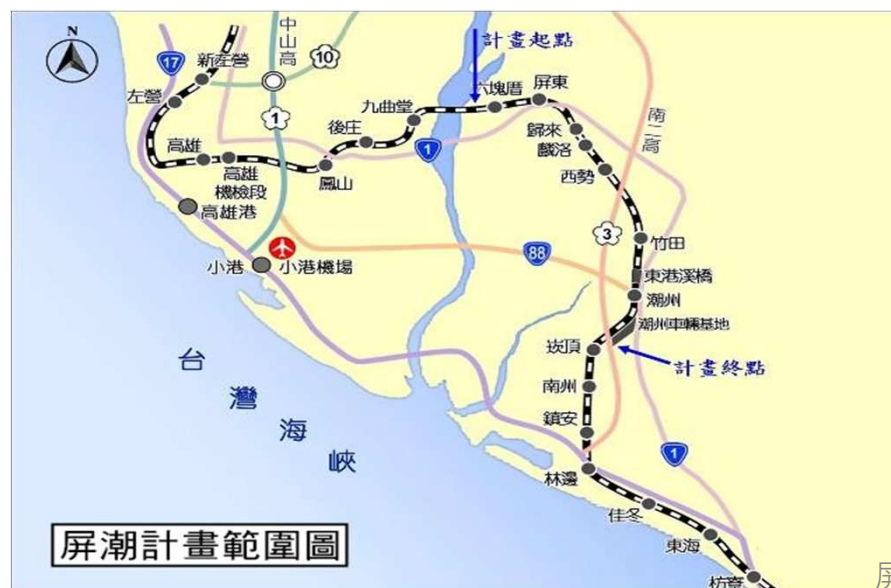 N
中山高
10
計畫起點
新左營
17
六塊厝
屏東
左營
九曲堂
1
後庄
南二高
歸來
1
麟洛
高雄
高雄
機檢段
鳳山
西勢
高雄港
3
竹田
88
小港
小港機場
東港溪橋
潮州
潮州車輛基地
崁頂
台灣海峽
計畫終點
南州
鎮安
1
林邊
佳冬
屏潮計畫範圍圖
東海
枋寮